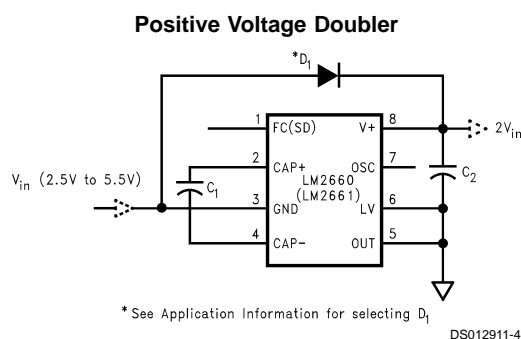 Positive Voltage Doubler
*D1
1 FC(SD) V+ 8 2Vin
2 CAP+ OSC 7
Vin (2.5V to 5.5V) C1 LM2660 C2
(LM2661)
3 GND LV 6
4 CAP- OUT 5
* See Application Information for selecting D1
DS012911-4